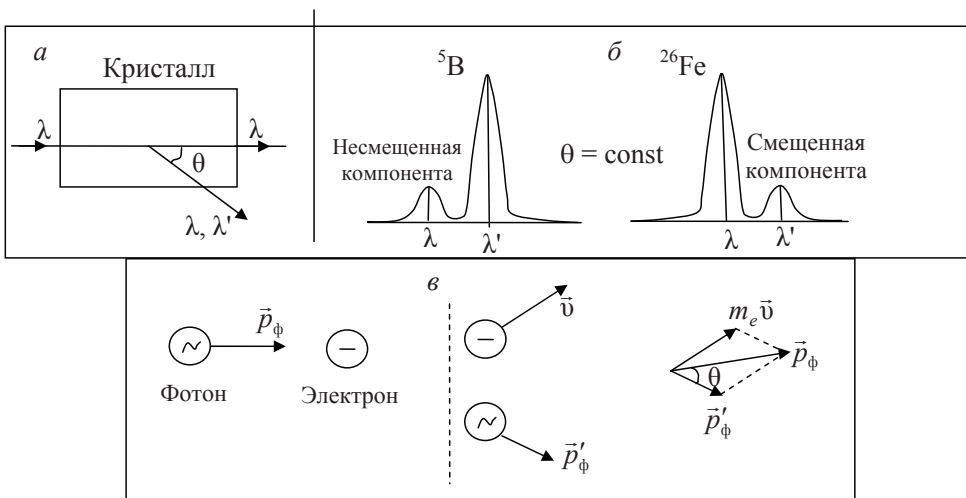 а
Кристалл
λ
λ
θ
λ, λ'
б
⁵B
²⁶Fe
Несмещенная
компонента
θ = const
Смещенная
компонента
λ
λ'
λ
λ'
в
p⃗ф
Фотон
Электрон
υ⃗
p⃗′ф
mₑυ⃗
p⃗ф
θ
p⃗′ф